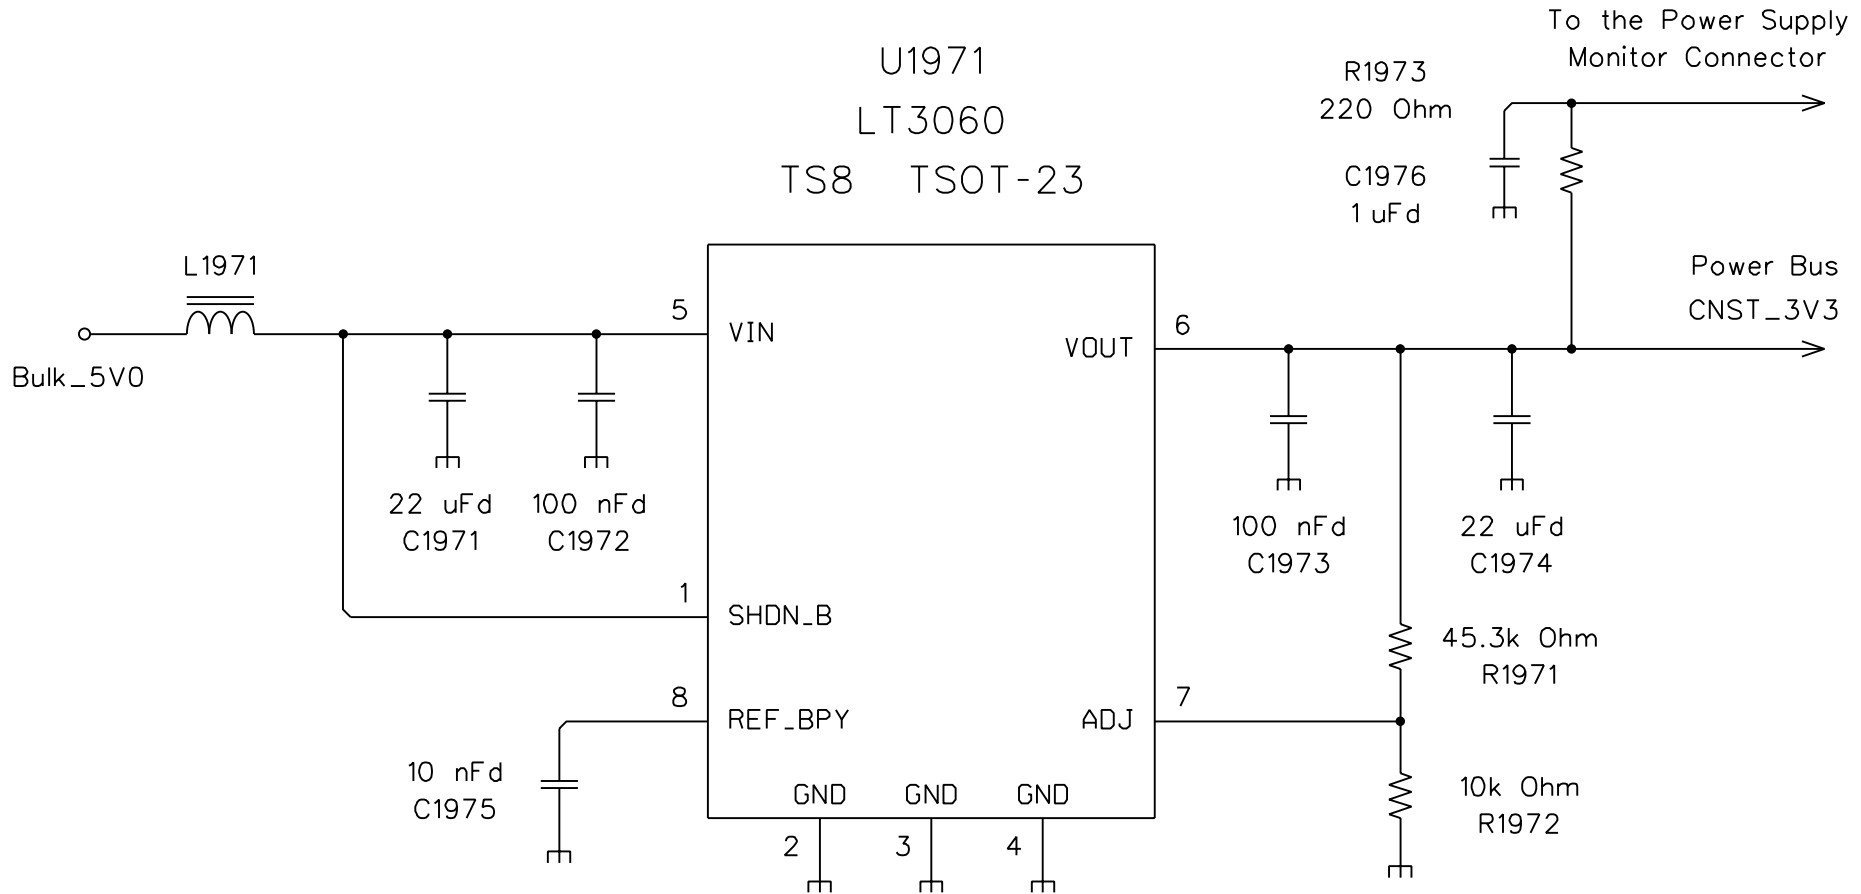 To the Power Supply
Monitor Connector
U1971
LT3060
TS8 TSOT-23
R1973
220 Ohm
C1976
1 uFd
L1971
Bulk_5V0
Power Bus
CNST_3V3
5
VIN
VOUT
6
22 uFd
C1971
100 nFd
C1972
100 nFd
C1973
22 uFd
C1974
1
SHDN_B
45.3k Ohm
R1971
8
REF_BPY
ADJ
7
10 nFd
C1975
GND
GND
GND
10k Ohm
R1972
2
3
4